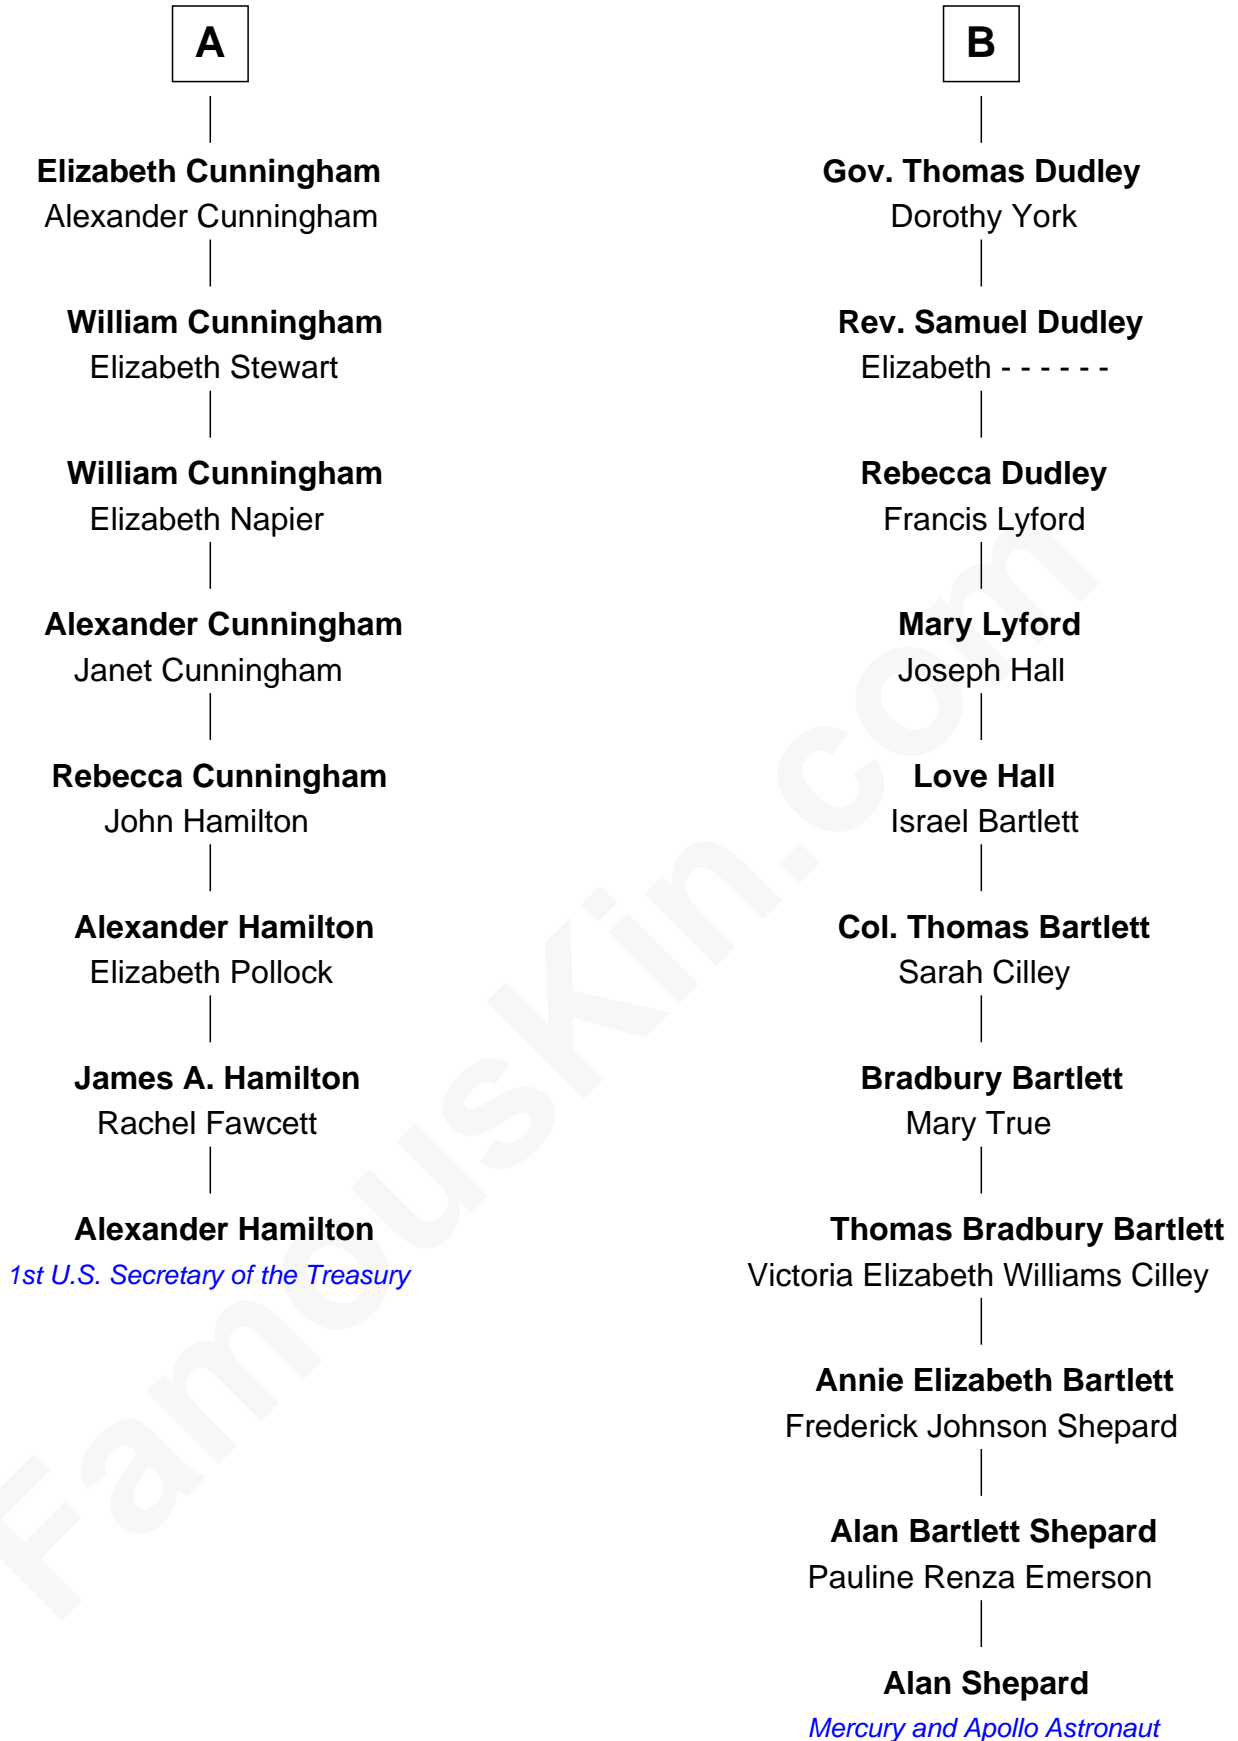 A
Elizabeth Cunningham
Alexander Cunningham
William Cunningham
Elizabeth Stewart
William Cunningham
Elizabeth Napier
Alexander Cunningham
Janet Cunningham
Rebecca Cunningham
John Hamilton
Alexander Hamilton
Elizabeth Pollock
James A. Hamilton
Rachel Fawcett
Alexander Hamilton
1st U.S. Secretary of the Treasury
B
Gov. Thomas Dudley
Dorothy York
Rev. Samuel Dudley
Elizabeth - - - - - -
Rebecca Dudley
Francis Lyford
Mary Lyford
Joseph Hall
Love Hall
Israel Bartlett
Col. Thomas Bartlett
Sarah Cilley
Bradbury Bartlett
Mary True
Thomas Bradbury Bartlett
Victoria Elizabeth Williams Cilley
Annie Elizabeth Bartlett
Frederick Johnson Shepard
Alan Bartlett Shepard
Pauline Renza Emerson
Alan Shepard
Mercury and Apollo Astronaut
FamousKin.com